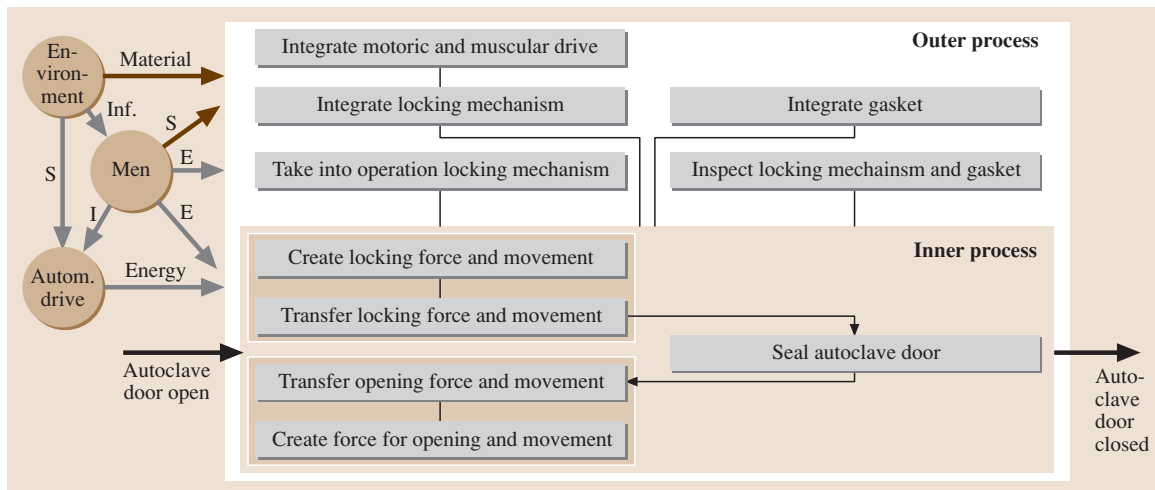 En-
viron-
ment
Material
Inf.
S
Men
E
S
I
E
Autom.
drive
Energy
Autoclave
door open
Outer process
Integrate motoric and muscular drive
Integrate locking mechanism
Integrate gasket
Take into operation locking mechanism
Inspect locking mechainsm and gasket
Inner process
Create locking force and movement
Transfer locking force and movement
Seal autoclave door
Transfer opening force and movement
Create force for opening and movement
Auto-
clave
door
closed